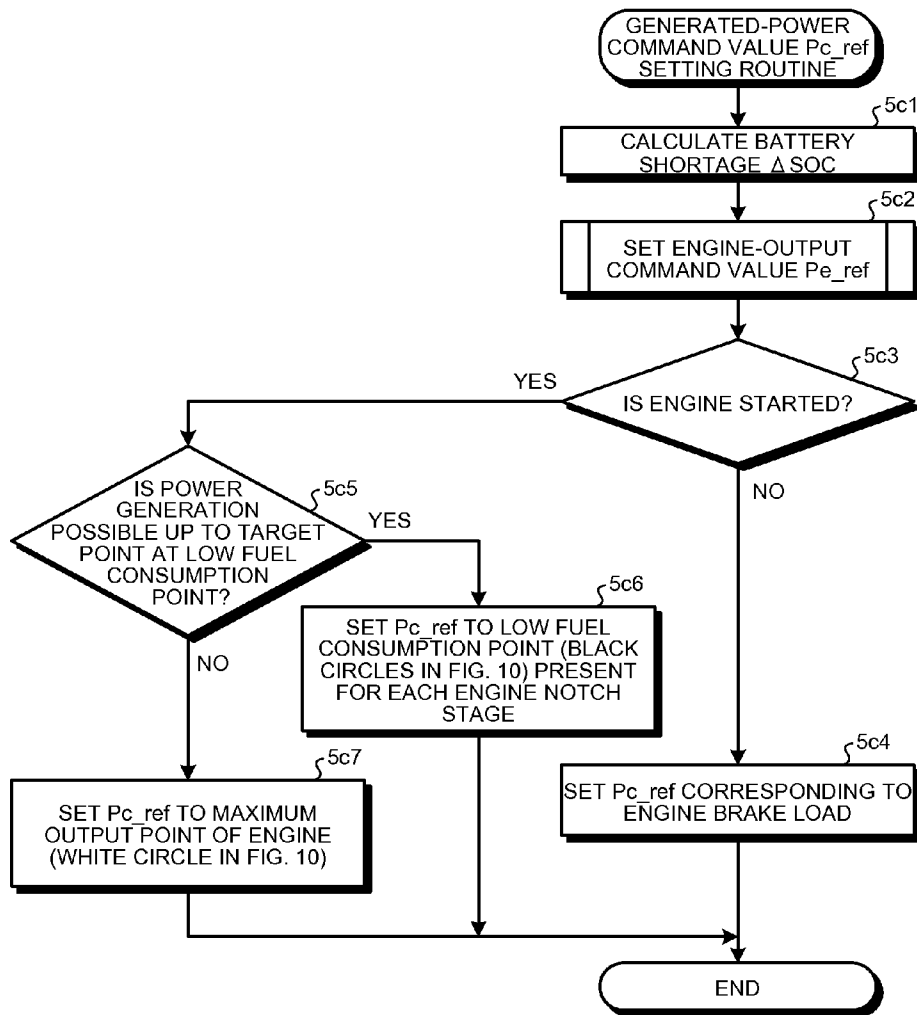 GENERATED-POWER
COMMAND VALUE Pc_ref
SETTING ROUTINE
5c1
CALCULATE BATTERY
SHORTAGE Δ SOC
5c2
SET ENGINE-OUTPUT
COMMAND VALUE Pe_ref
5c3
YES
IS ENGINE STARTED?
NO
5c5
IS POWER
GENERATION
POSSIBLE UP TO TARGET
POINT AT LOW FUEL
CONSUMPTION
POINT?
YES
NO
5c6
SET Pc_ref TO LOW FUEL
CONSUMPTION POINT (BLACK
CIRCLES IN FIG. 10) PRESENT
FOR EACH ENGINE NOTCH
STAGE
5c7
SET Pc_ref TO MAXIMUM
OUTPUT POINT OF ENGINE
(WHITE CIRCLE IN FIG. 10)
5c4
SET Pc_ref CORRESPONDING TO
ENGINE BRAKE LOAD
END